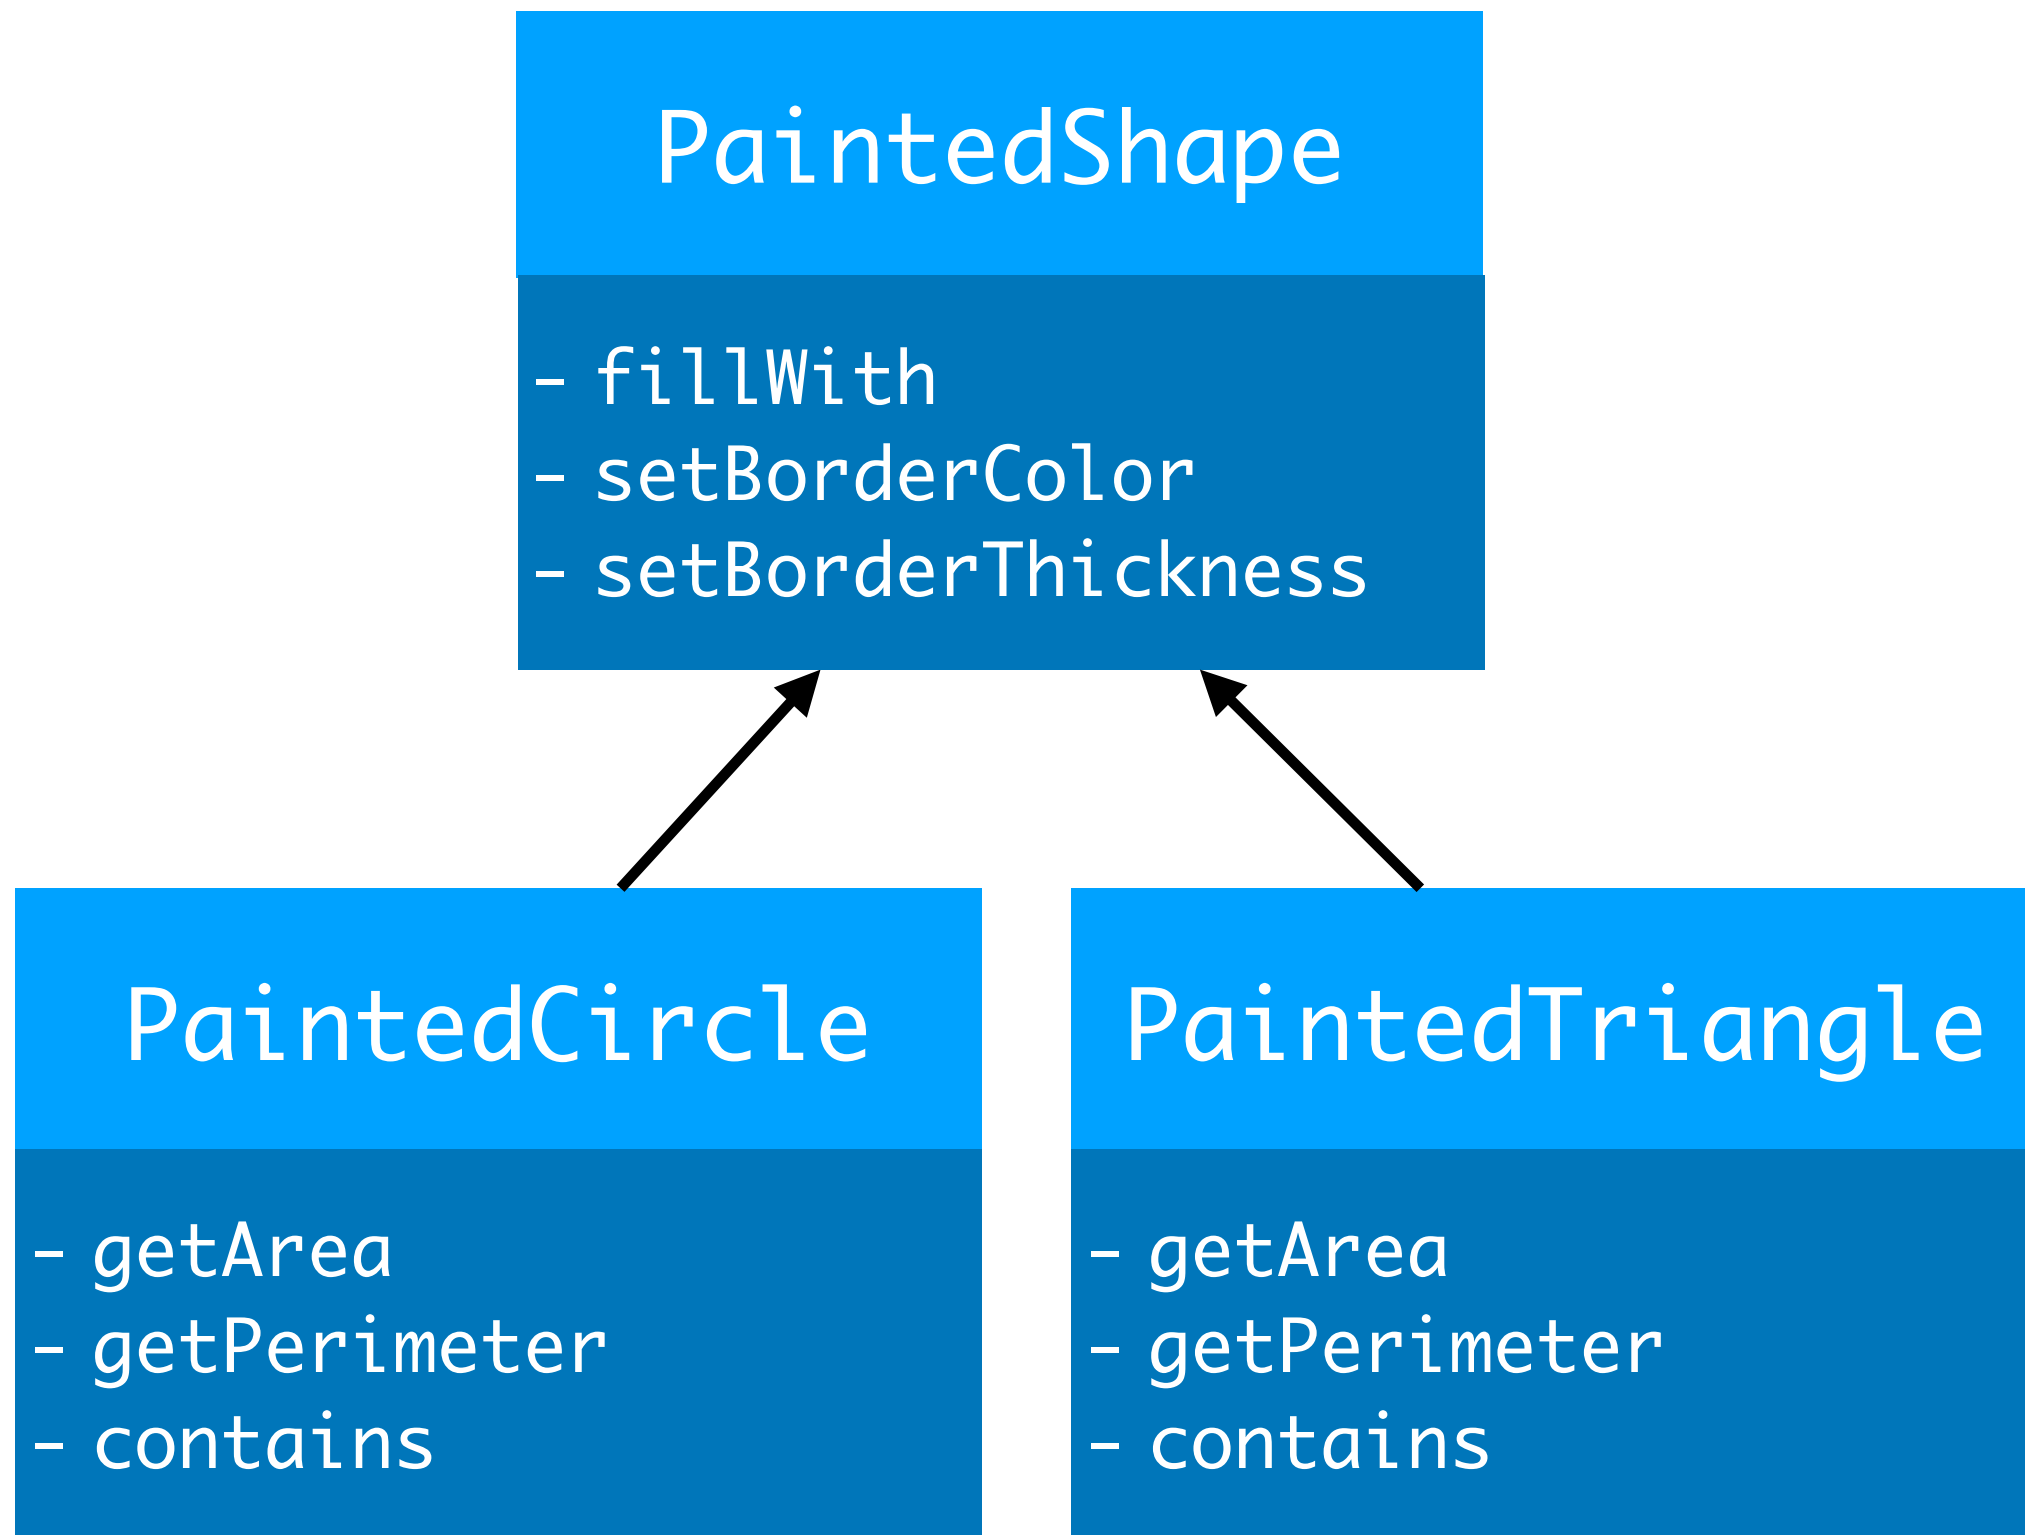 PaintedShape
- fillWith
- setBorderColor
- setBorderThickness
PaintedCircle
- getArea
- getPerimeter
- contains
PaintedTriangle
- getArea
- getPerimeter
- contains